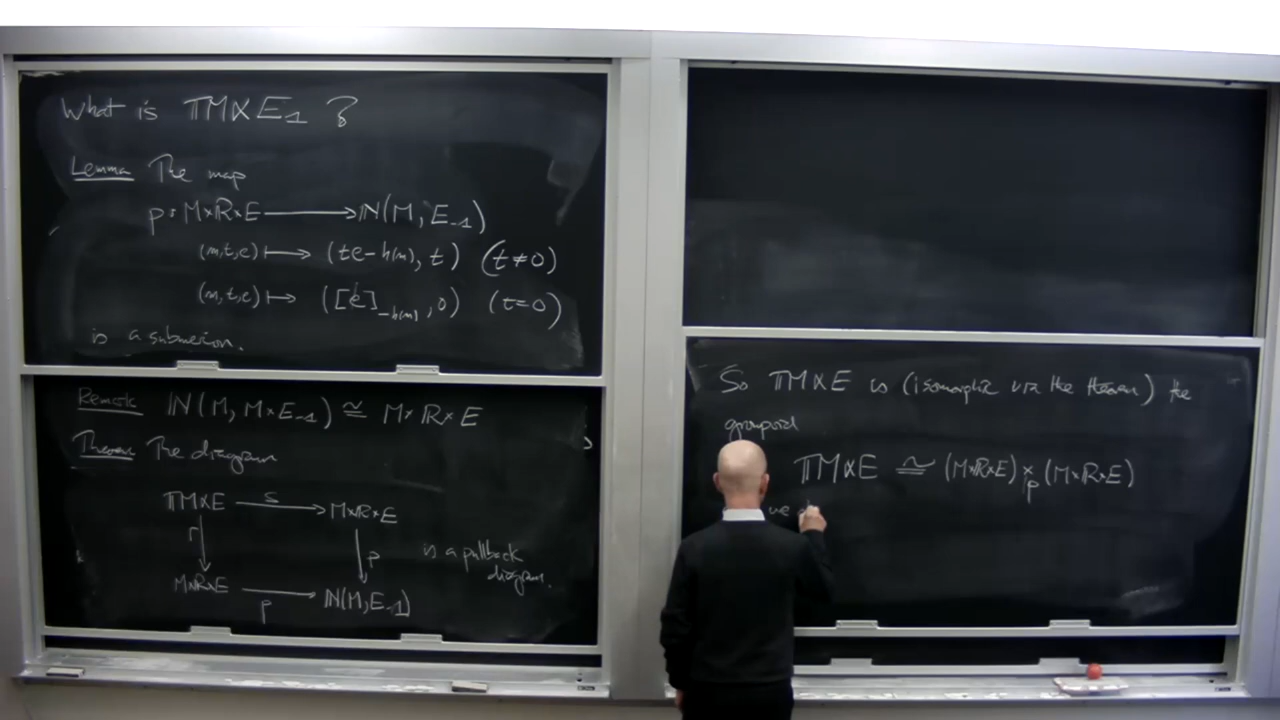 What is 𝕋M⋊E₋₁ ?
Lemma The map
p: M×ℝ×E ⟶ ℕ(M, E₋₁)
(m,t,e) ⟼ (te-h(m), t) (t≠0)
(m,t,e) ⟼ ([e]₋ₕ₍ₘ₎, 0) (t=0)
is a submersion.
Remark ℕ(M, M×E₋₁) ≅ M×ℝ×E
Theorem The diagram
𝕋M⋊E s⟶ M×ℝ×E
r↓ ↓p is a pullback diagram.
M×ℝ×E p⟶ ℕ(M,E₋₁)
So 𝕋M⋊E is (isomorphic via the theorem) the
groupoid
𝕋M⋊E ≅ (M×ℝ×E) ×ₚ (M×ℝ×E)
we